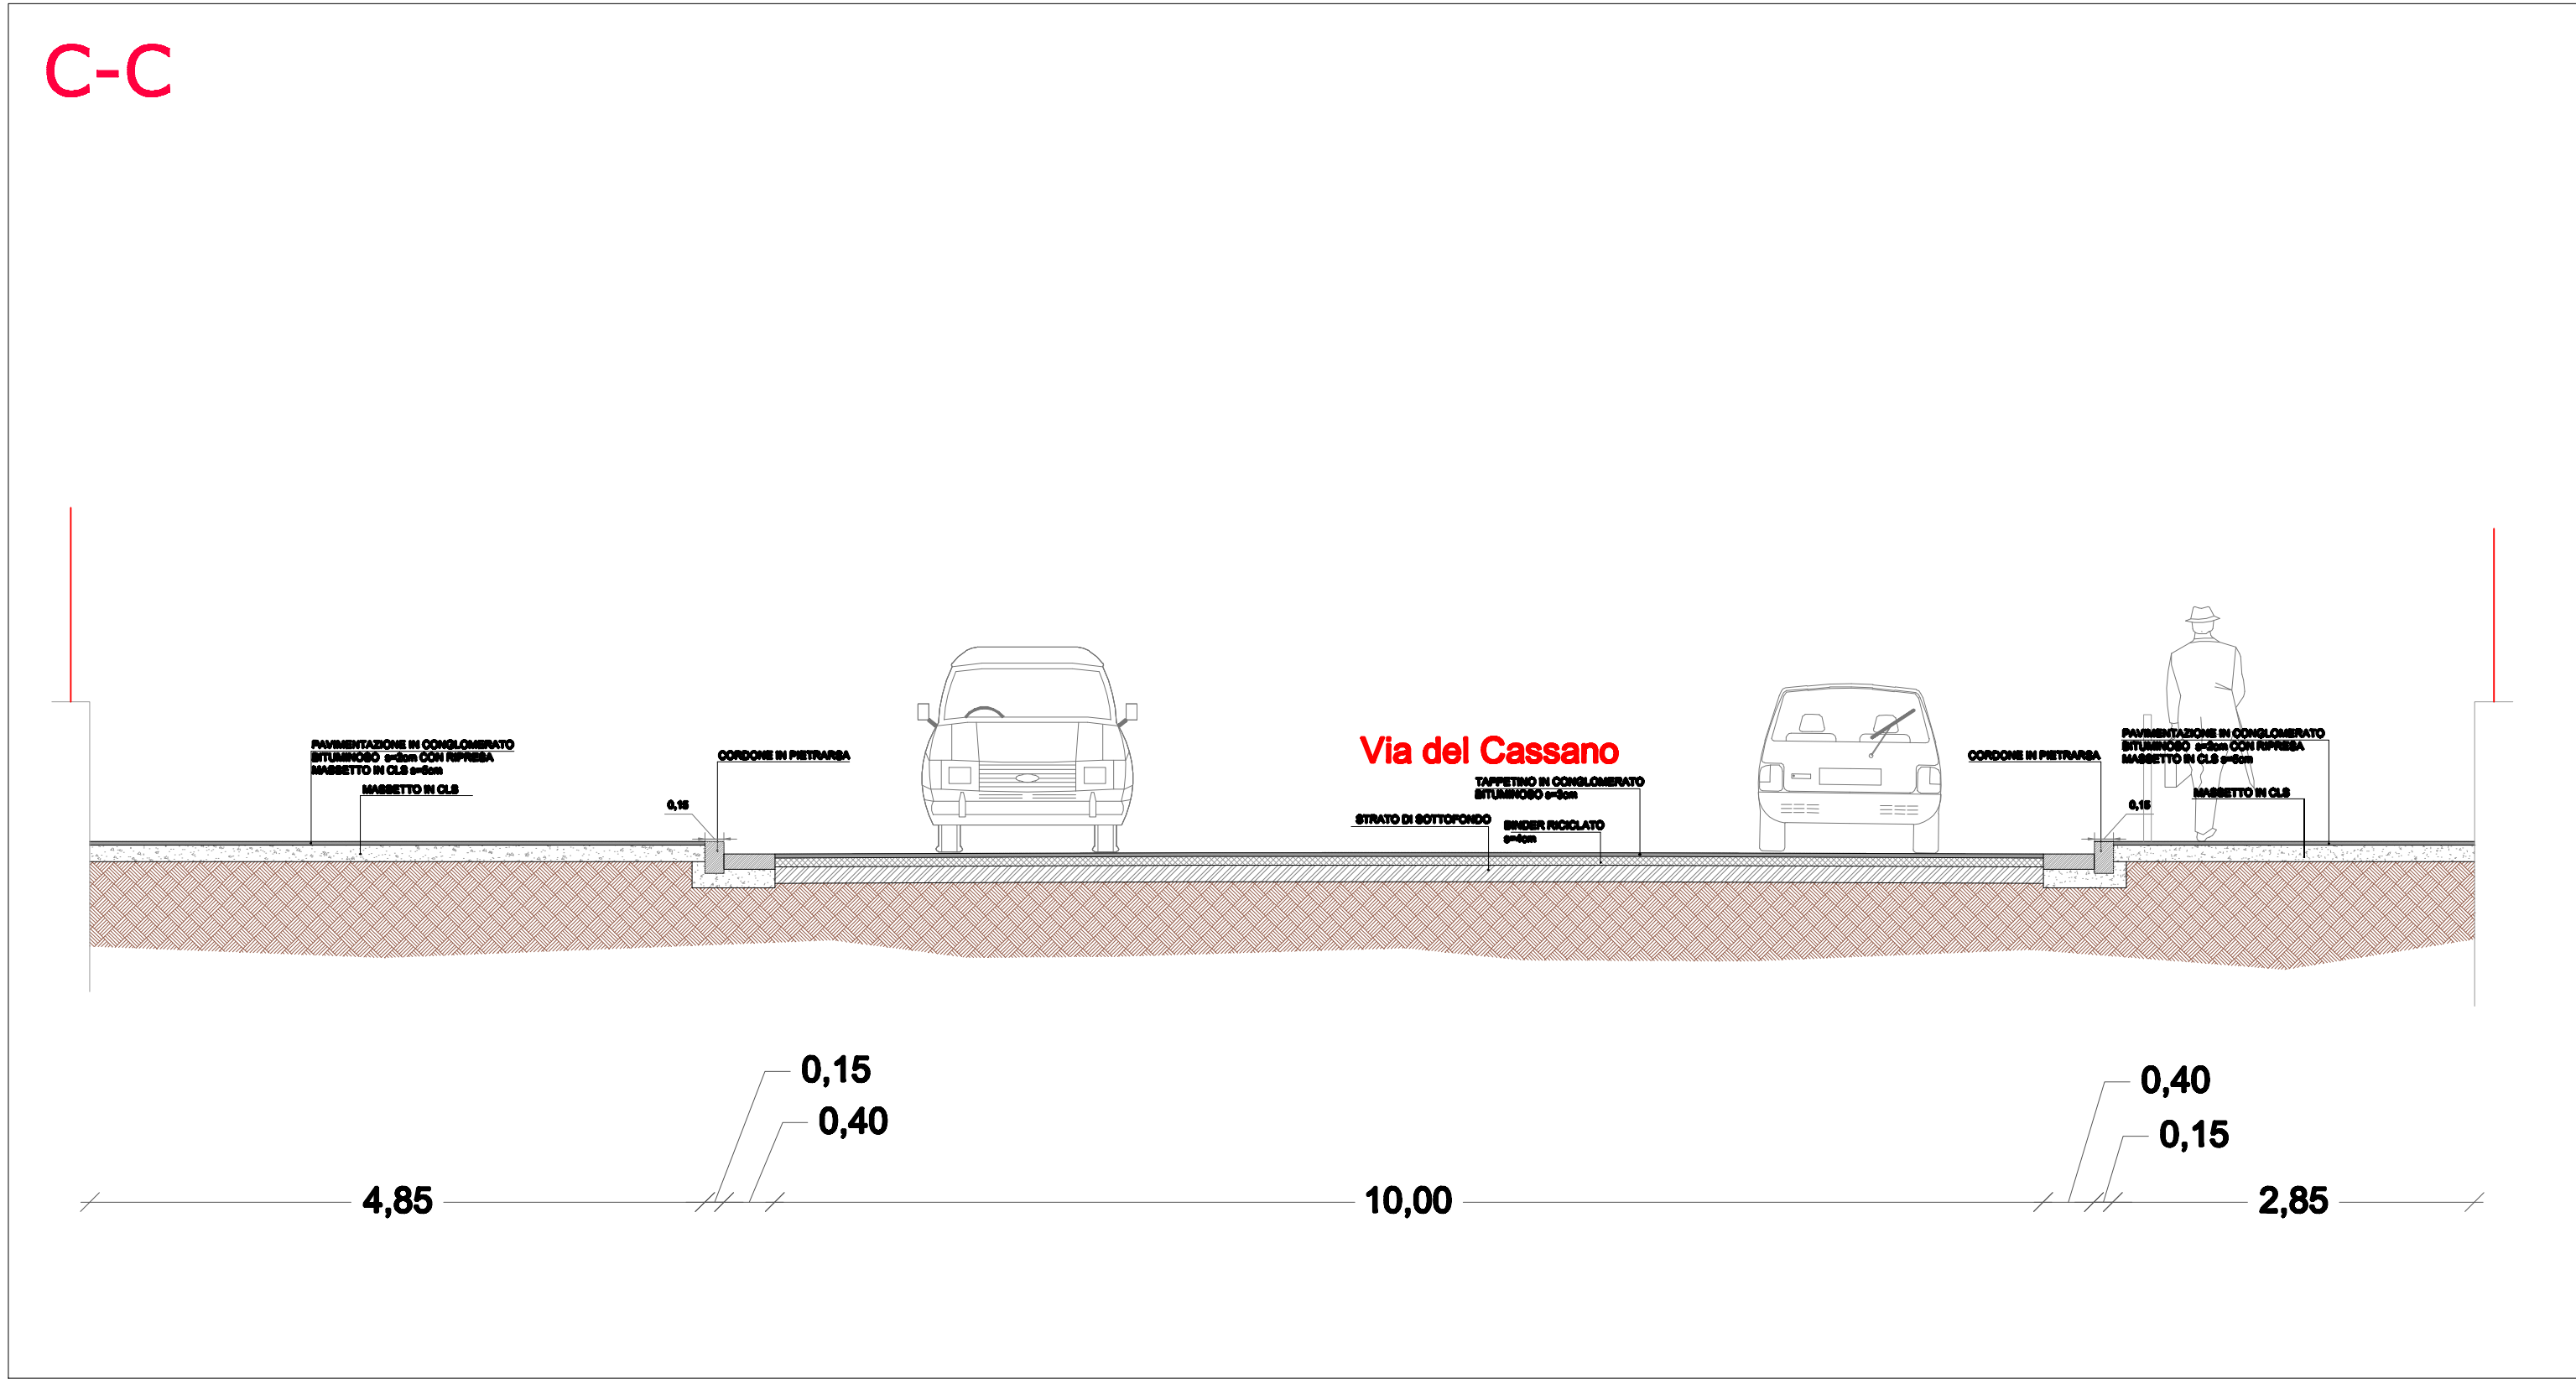 C-C
PAVIMENTAZIONE IN CONGLOMERATO
BITUMINOSO s=3cm CON RIPRESA
MASSETTO IN CLS s=5cm
MASSETTO IN CLS
0,15
CORDONE IN PIETRARSA
Via del Cassano
TAPPETINO IN CONGLOMERATO
BITUMINOSO s=3cm
STRATO DI SOTTOFONDO
BINDER RICICLATO
s=4cm
CORDONE IN PIETRARSA
PAVIMENTAZIONE IN CONGLOMERATO
BITUMINOSO s=3cm CON RIPRESA
MASSETTO IN CLS s=5cm
MASSETTO IN CLS
0,15
0,15
0,40
0,40
0,15
4,85
10,00
2,85